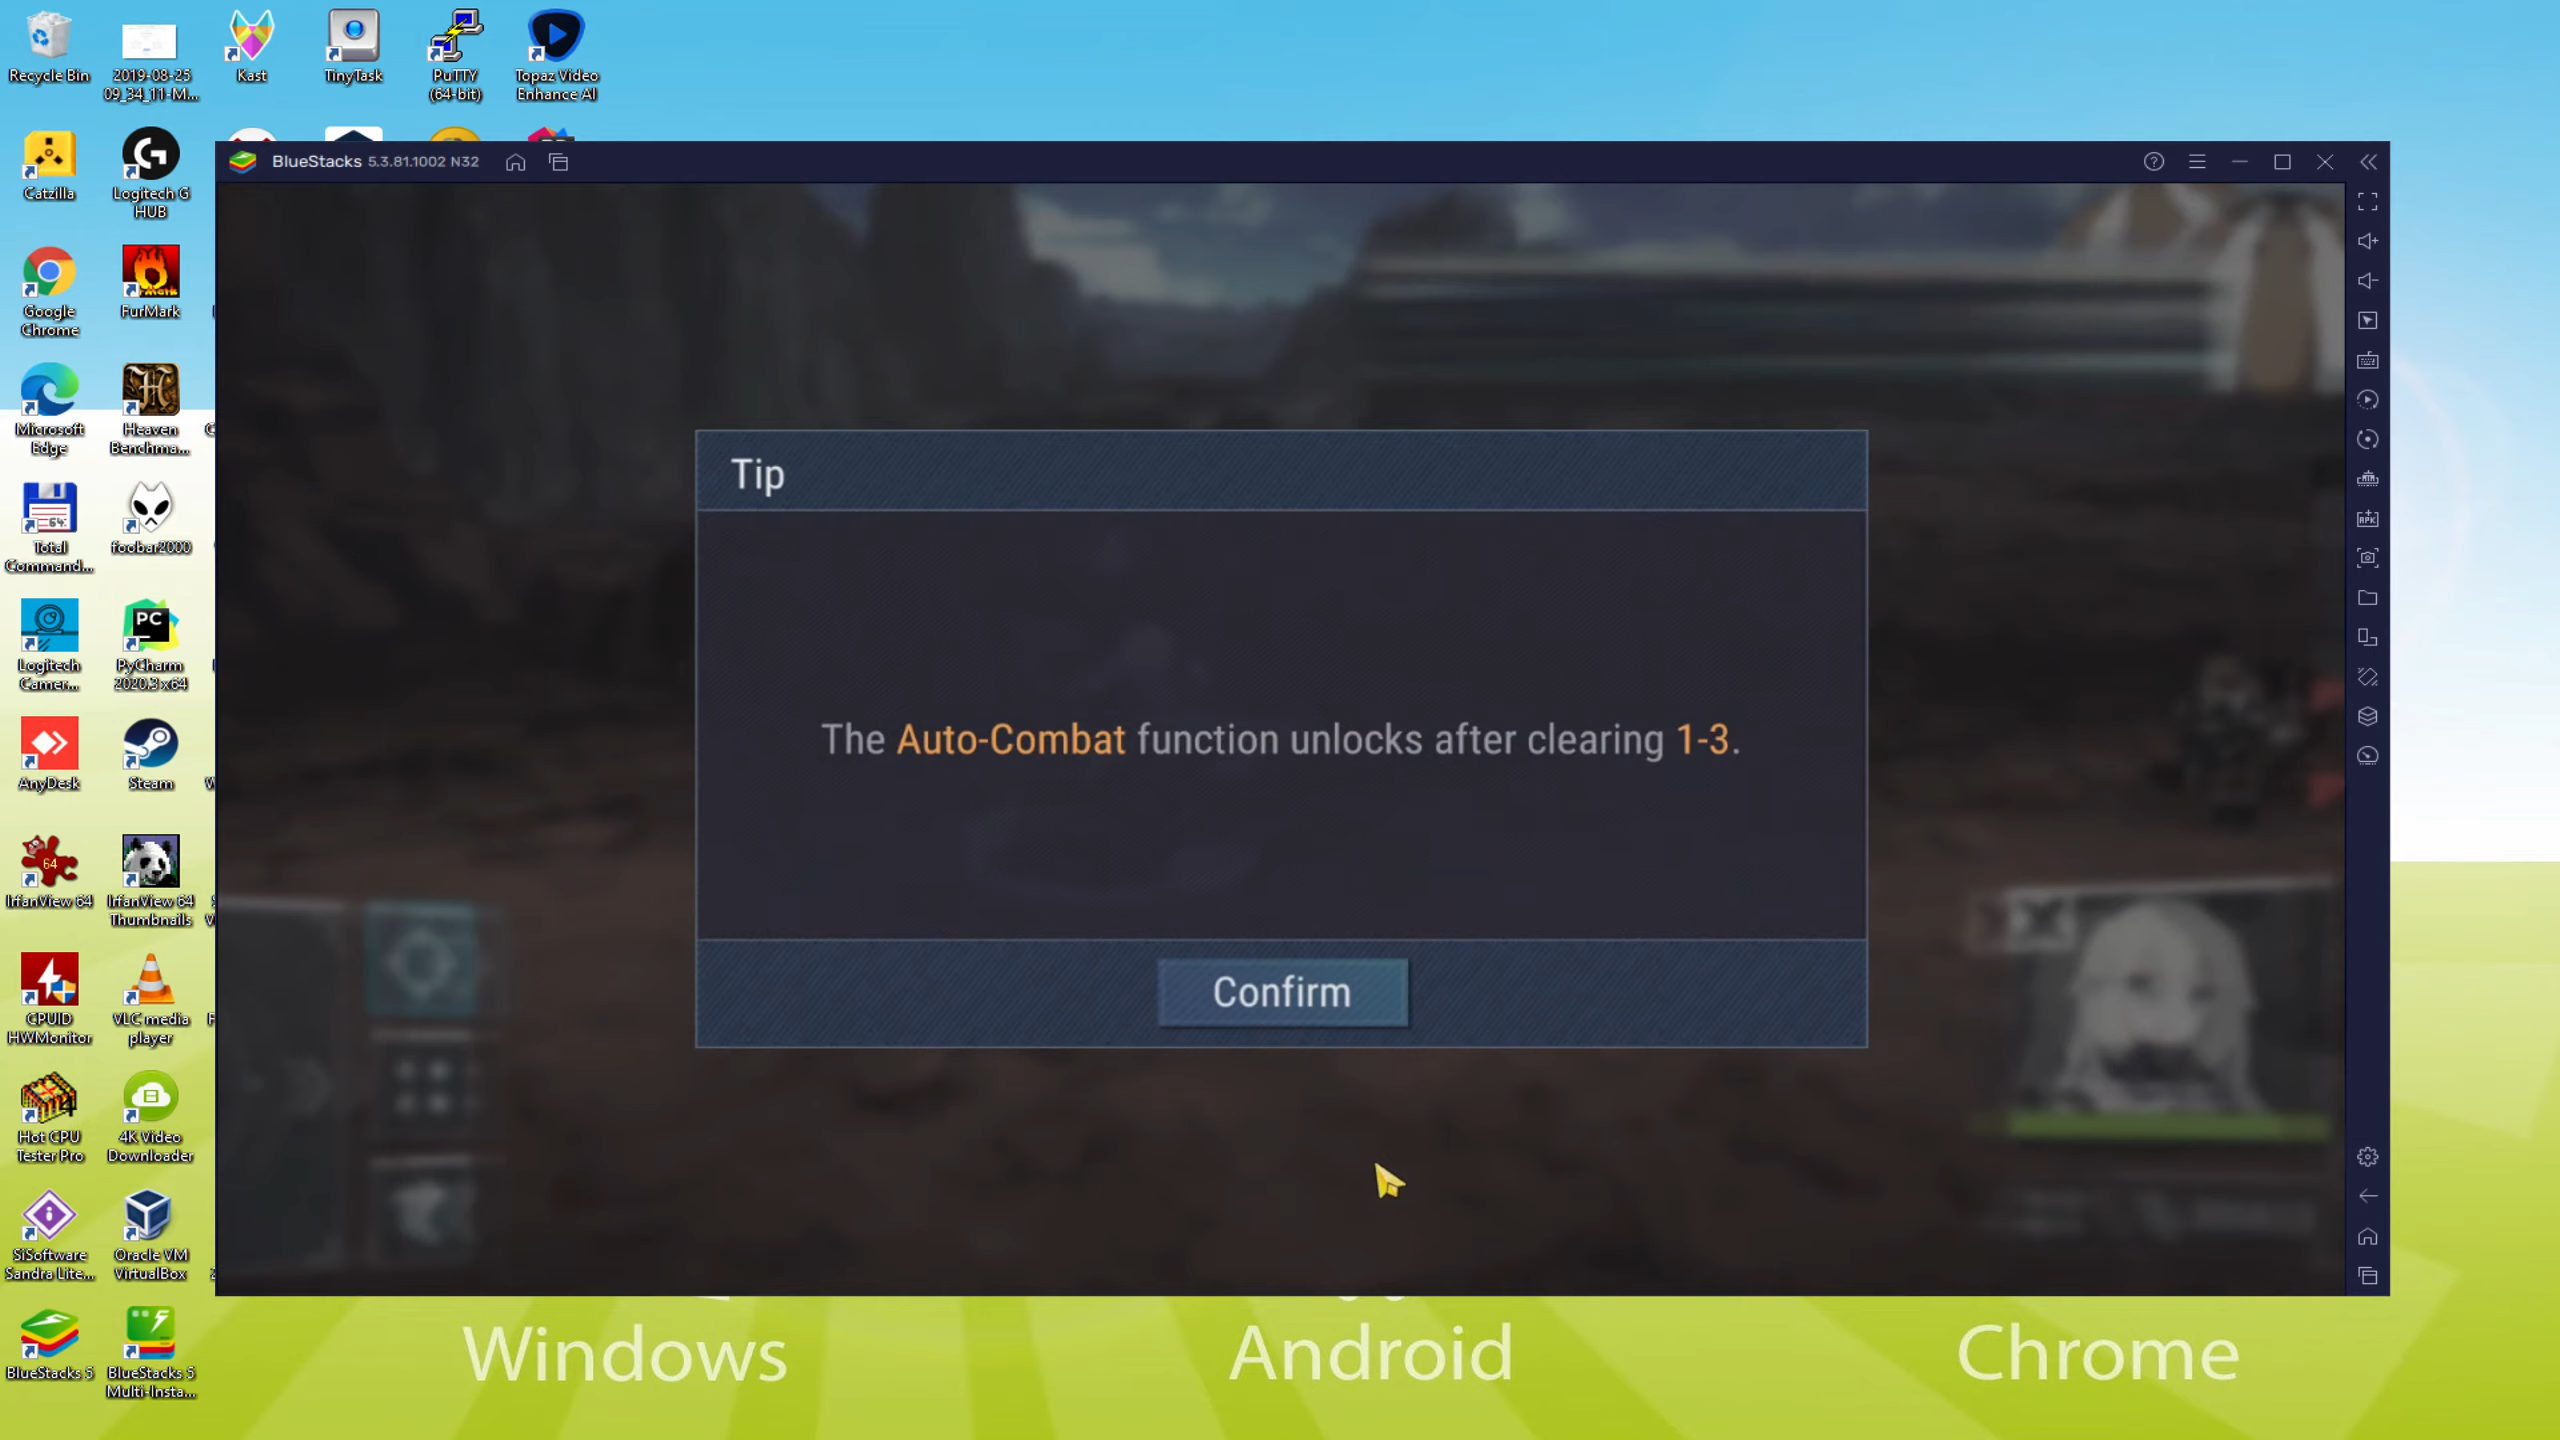 Recycle Bin
2019-08-25
09_34_11-M...
Kast
TinyTask
PuTTY
(64-bit)
Topaz Video
Enhance AI
Catzilla
Logitech G
HUB
BlueStacks 5.3.81.1002 N32
Google
Chrome
FurMark
Microsoft
Edge
Heaven
Benchma...
Tip
Total
Command...
foobar2000
Logitech
Camer...
PyCharm
2020.3 x64
The Auto-Combat function unlocks after clearing 1-3.
AnyDesk
Steam
IrfanView 64
IrfanView 64
Thumbnails
Confirm
CPUID
HWMonitor
VLC media
player
Hot CPU
Tester Pro
4K Video
Downloader
SiSoftware
Sandra Lite...
Oracle VM
VirtualBox
BlueStacks 5
BlueStacks 5
Multi-Insta...
Windows
Android
Chrome